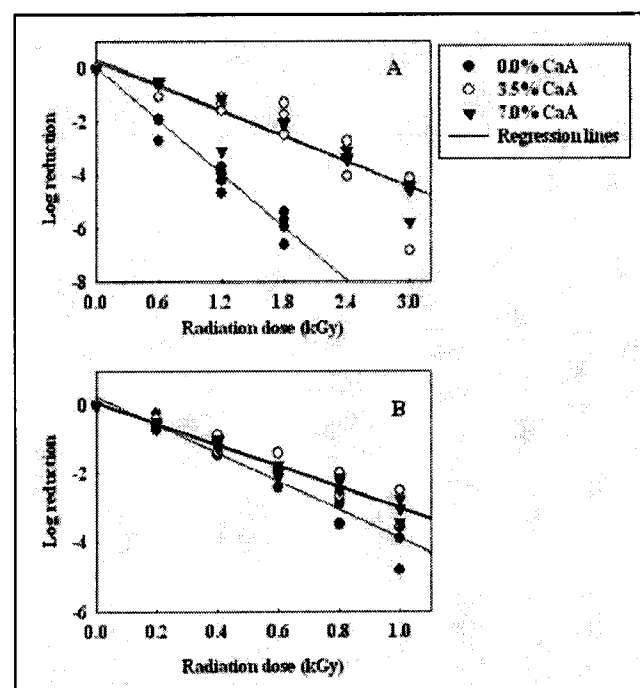 A
0.0% CaA
3.5% CaA
7.0% CaA
Regression lines
Log reduction
0
-2
-4
-6
-8
0.0 0.6 1.2 1.8 2.4 3.0
Radiation dose (kGy)
B
Log reduction
0
-2
-4
-6
0.0 0.2 0.4 0.6 0.8 1.0
Radiation dose (kGy)